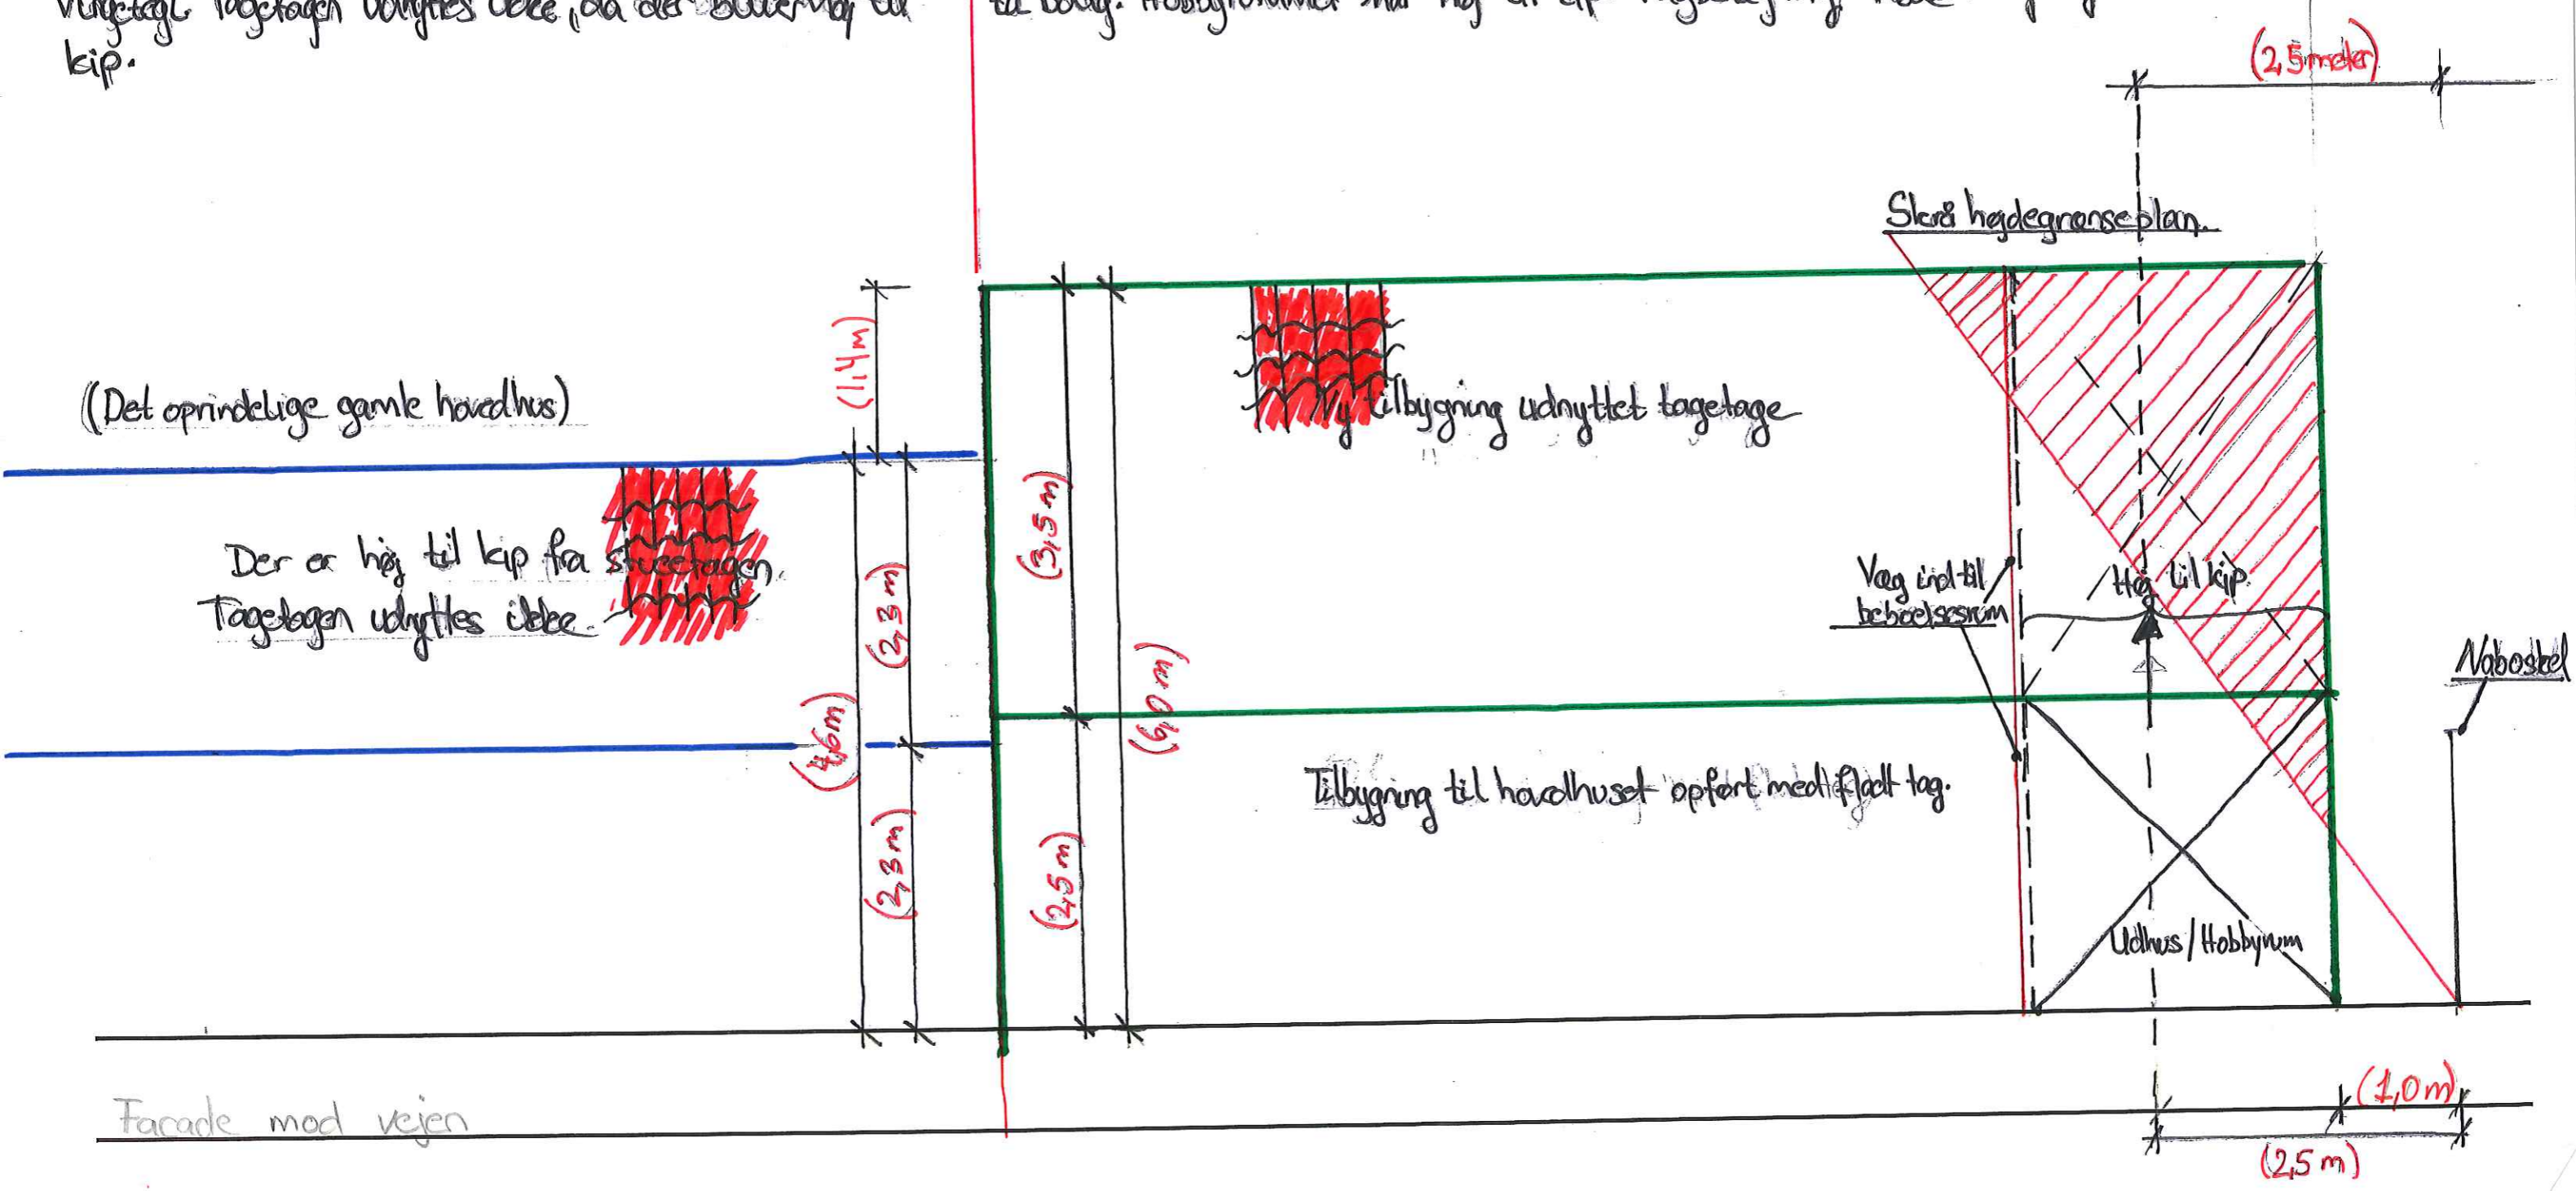 kip.
(2,5 meter)
Skrå højdegrænseplan.
(1,4 m)
(Det oprindelige gamle hovedhus)
Ny tilbygning udnyttet tagetage
(3,5 m)
Der er høj til kip fra stueetagen.
Tagetagen udnyttes ikke.
(2,3 m)
Væg ind til
beboelsesrum
Høj til kip
Naboskel
(4,6m)
(6,0 m)
Tilbygning til hovedhuset opført med fladt tag.
(2,3 m)
(2,5 m)
Udhus/Hobbyrum
Facade mod vejen
(1,0 m)
(2,5 m)